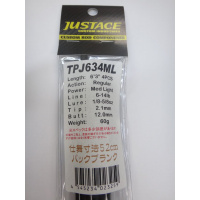 JUSTACE
TPJ634ML
Length: 6'3" 4PCS
Action: Regular
Power: Med Light
Line: 6-14lb
Lure: 1/8-5/8oz
Tip: 2.1mm
Butt: 12.0mm
Weight: 60g
仕舞寸法52cm
パックブランク